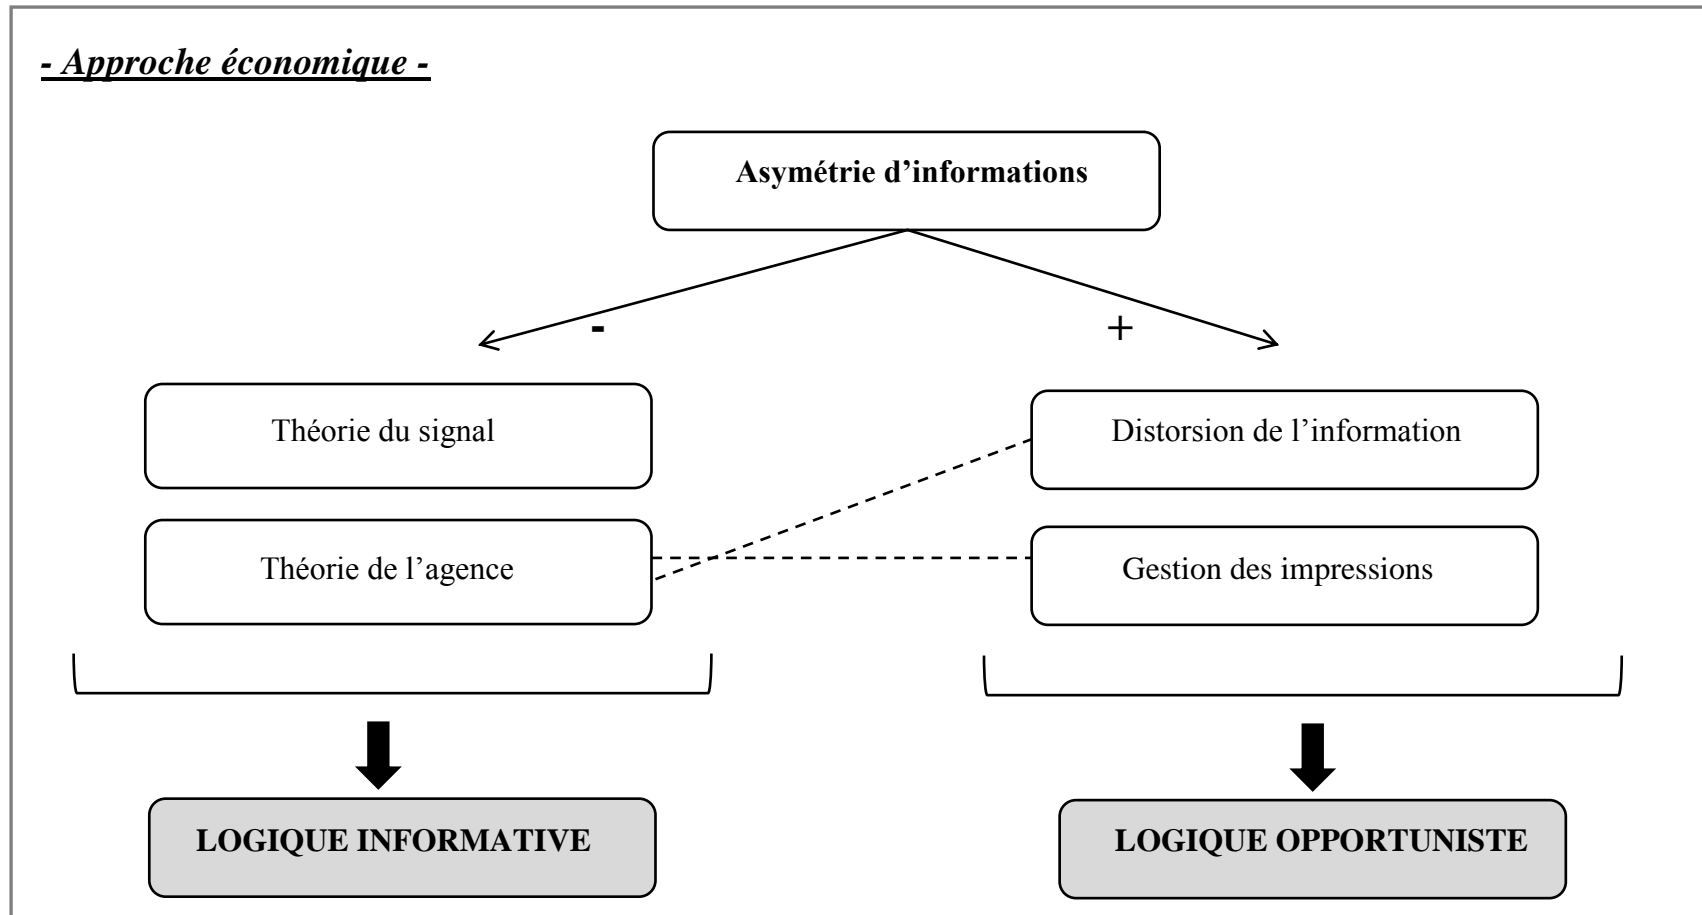 - Approche économique -
Asymétrie d’informations
- +
Théorie du signal
Distorsion de l’information
Théorie de l’agence
Gestion des impressions
LOGIQUE INFORMATIVE
LOGIQUE OPPORTUNISTE